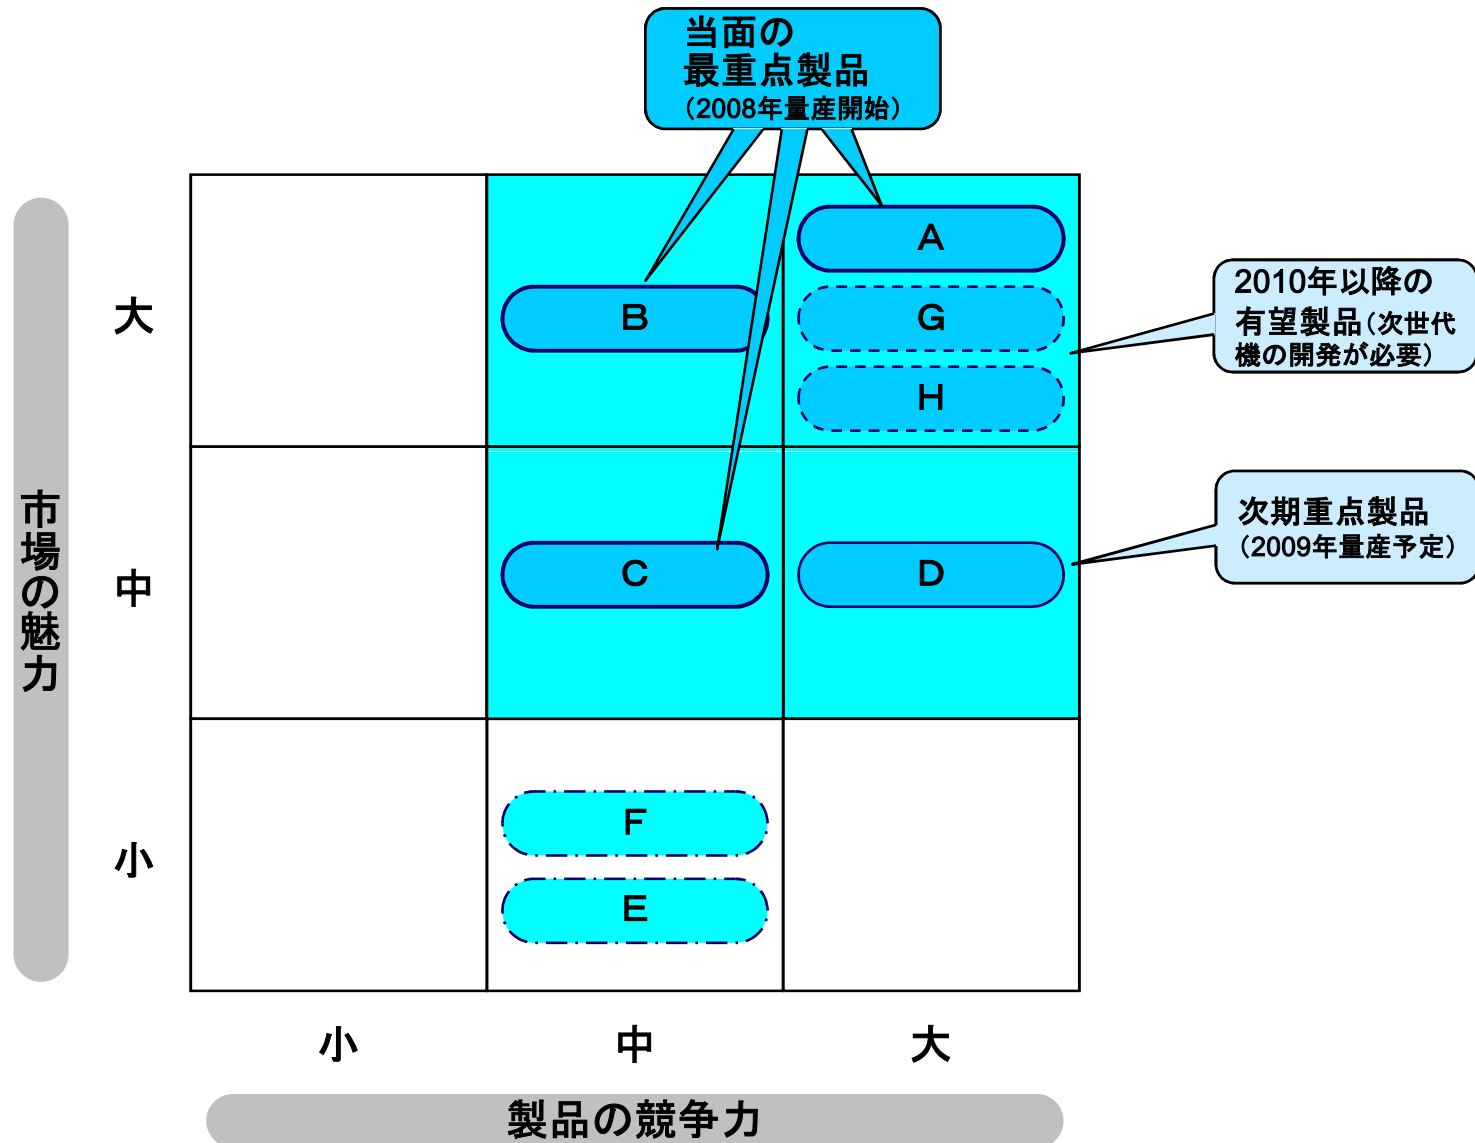 当面の
最重点製品
（2008年量産開始）
A
B
G
H
2010年以降の
有望製品（次世代
機の開発が必要）
大
市場の魅力
中
C
D
次期重点製品
（2009年量産予定）
小
F
E
小
中
大
製品の競争力